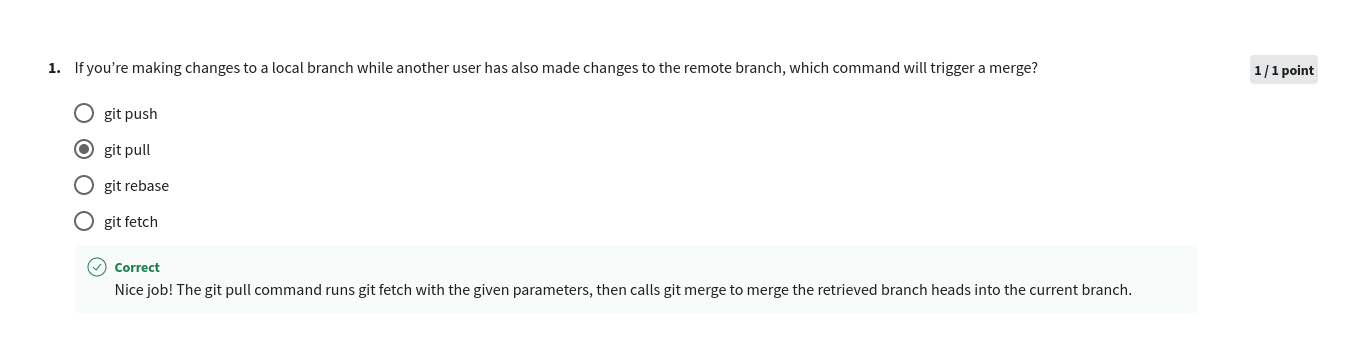 1. If you’re making changes to a local branch while another user has also made changes to the remote branch, which command will trigger a merge?
1 / 1 point
git push
git pull
git rebase
git fetch
Correct
Nice job! The git pull command runs git fetch with the given parameters, then calls git merge to merge the retrieved branch heads into the current branch.